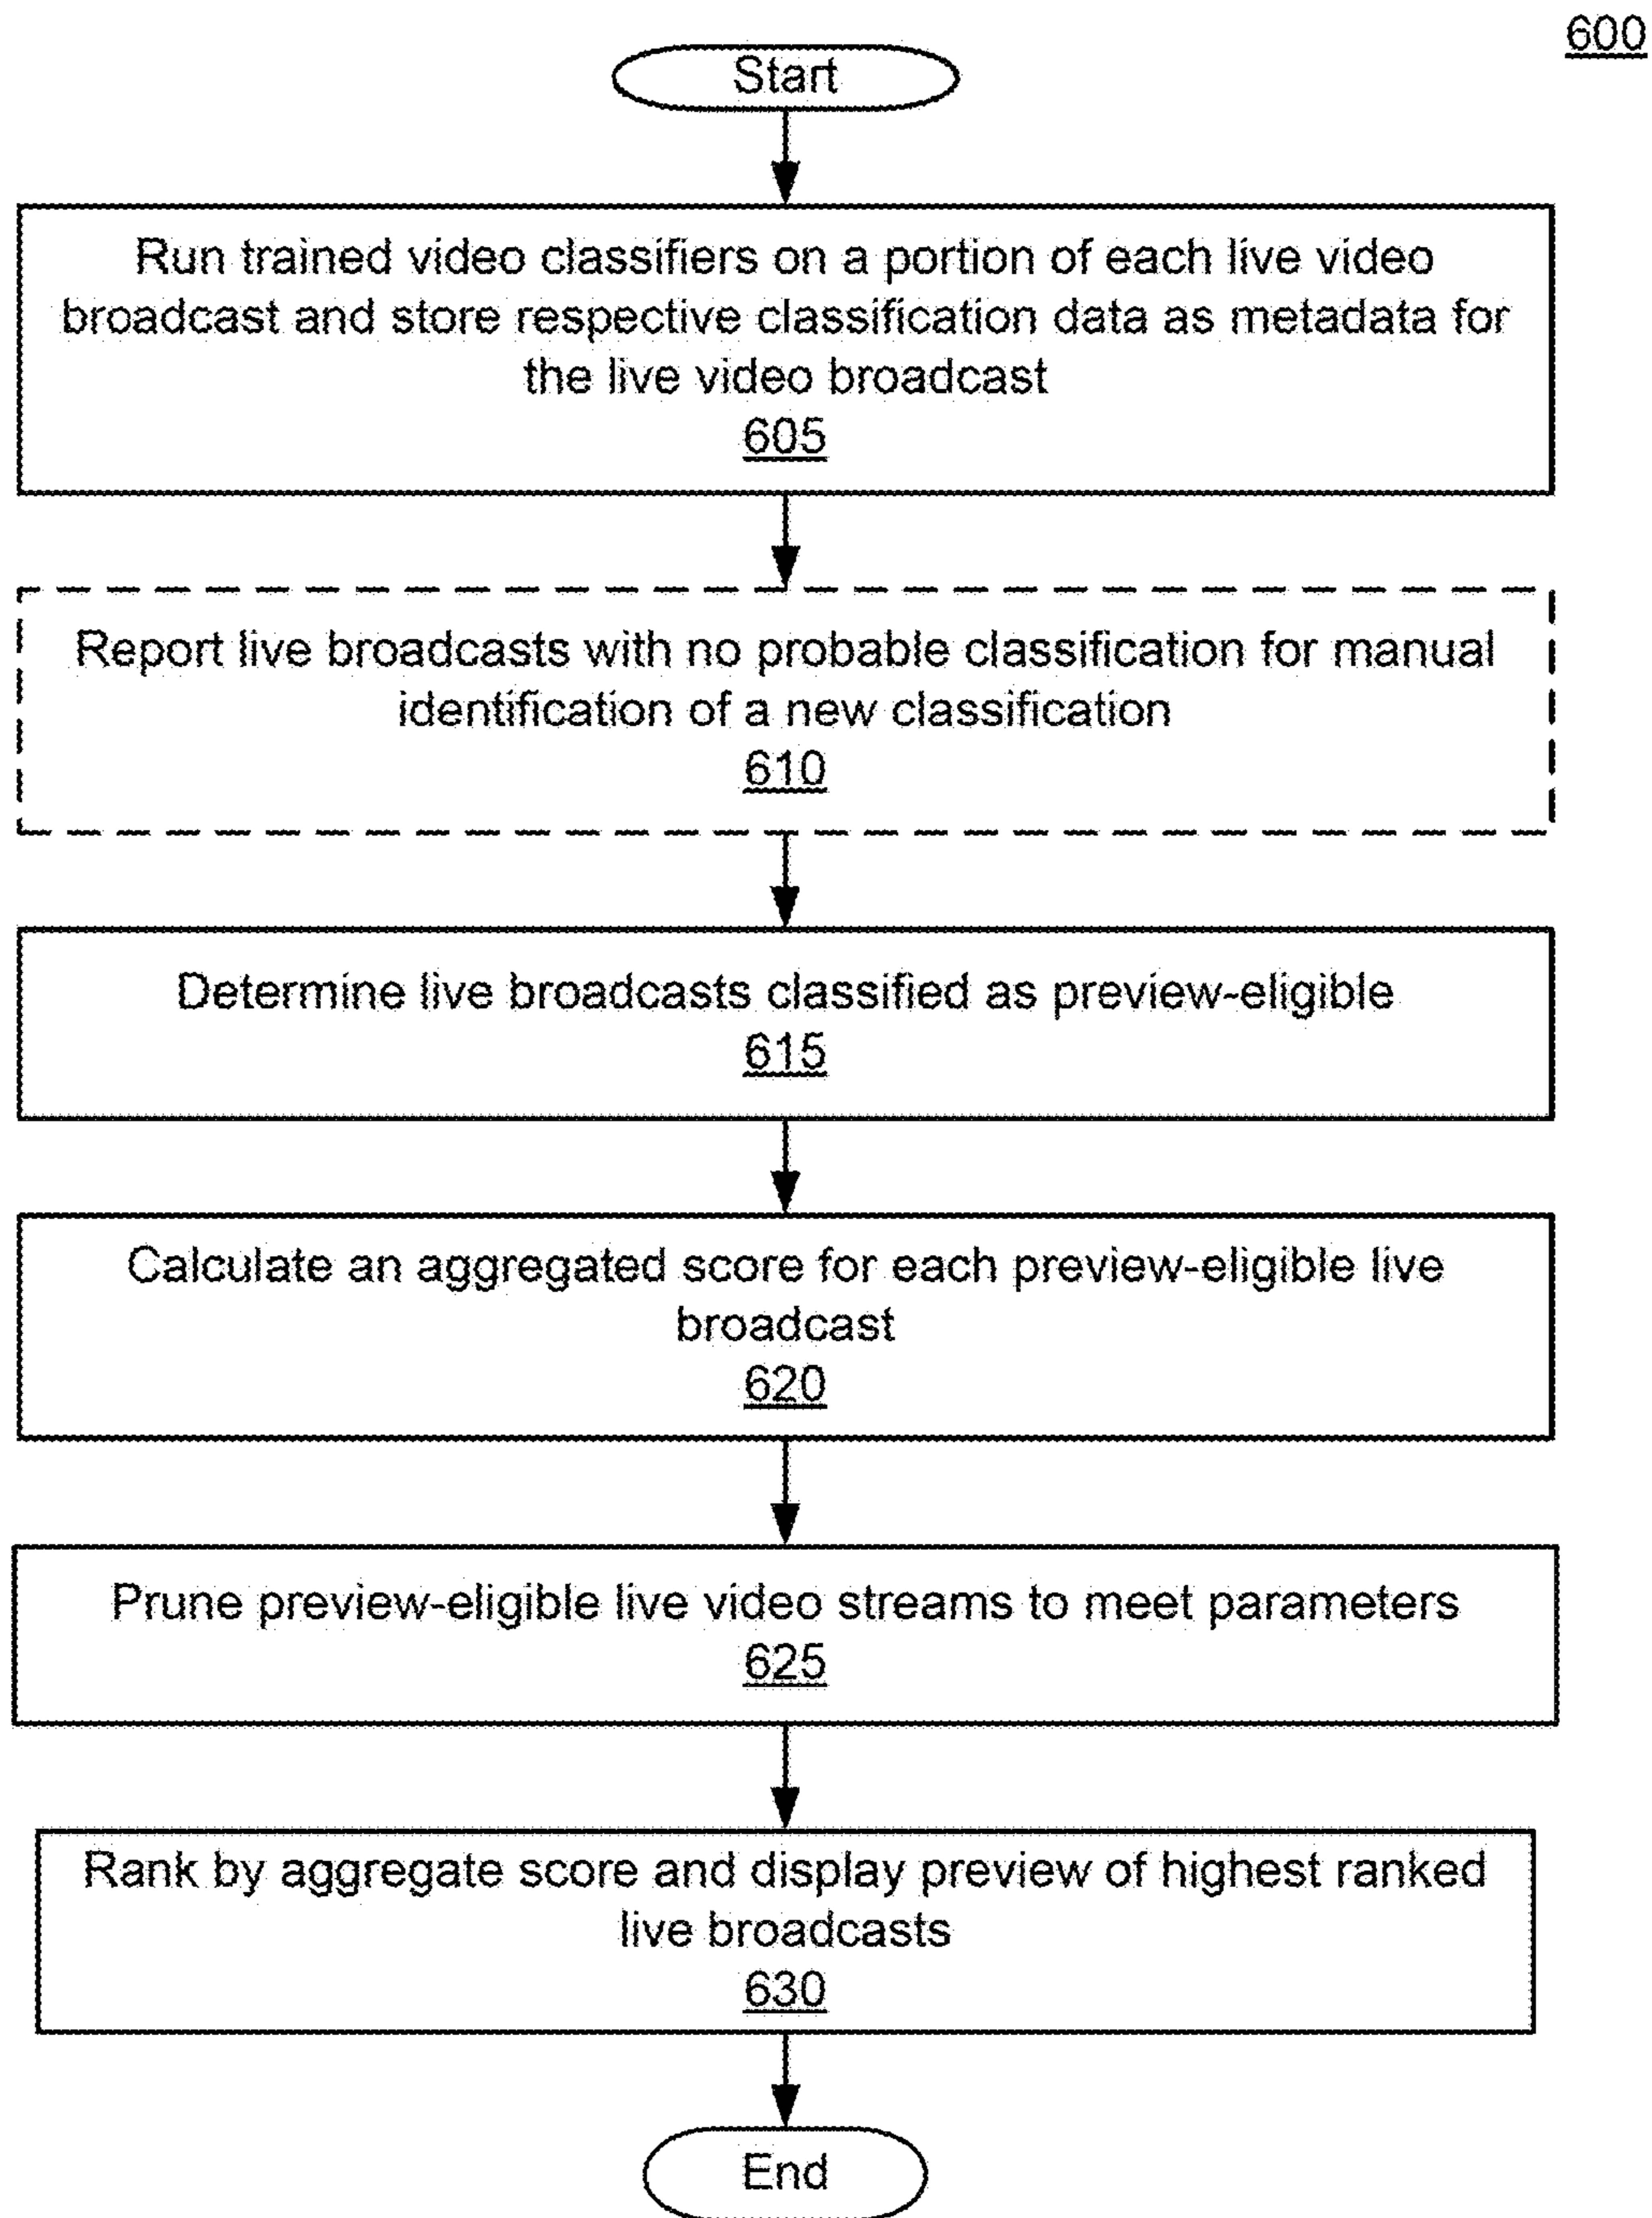 600
Start
Run trained video classifiers on a portion of each live video
broadcast and store respective classification data as metadata for
the live video broadcast
605
Report live broadcasts with no probable classification for manual
identification of a new classification
610
Determine live broadcasts classified as preview-eligible
615
Calculate an aggregated score for each preview-eligible live
broadcast
620
Prune preview-eligible live video streams to meet parameters
625
Rank by aggregate score and display preview of highest ranked
live broadcasts
630
End